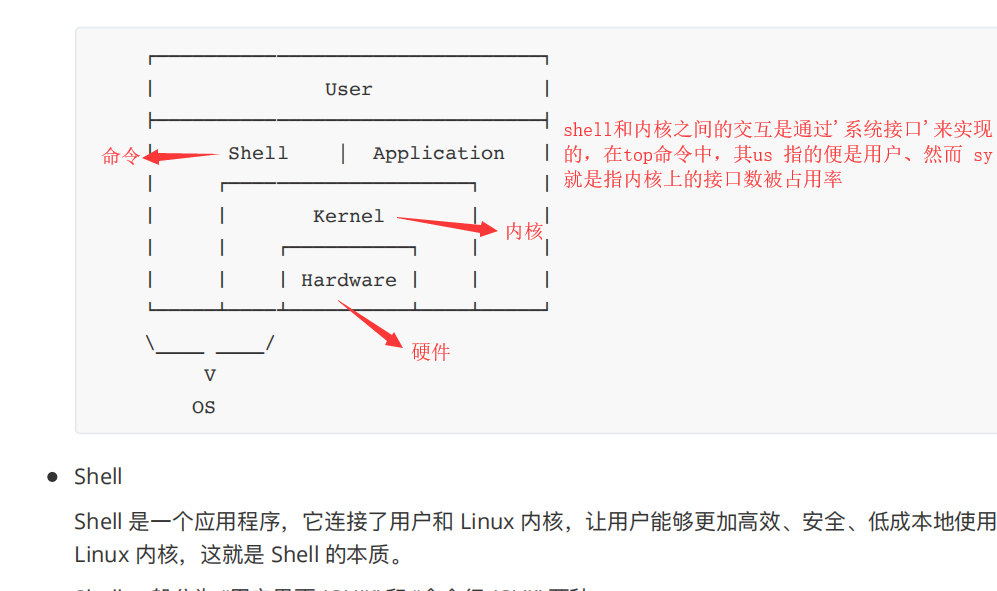 User
shell和内核之间的交互是通过'系统接口'来实现
命令 Shell | Application 的，在top命令中，其us 指的便是用户、然而 sy
就是指内核上的接口数被占用率
Kernel 内核
Hardware
硬件
\____ ____/
V
OS
Shell
Shell 是一个应用程序，它连接了用户和 Linux 内核，让用户能够更加高效、安全、低成本地使用
Linux 内核，这就是 Shell 的本质。